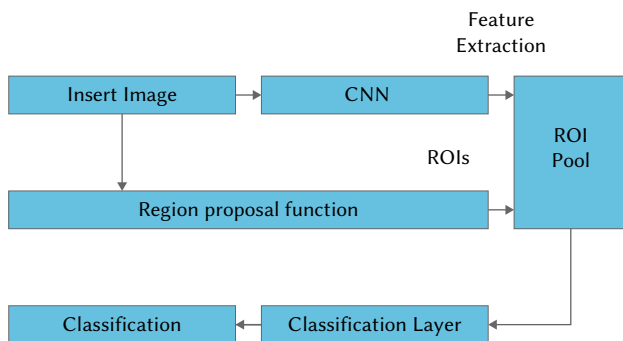 Feature
Extraction
Insert Image
CNN
ROI
Pool
ROIs
Region proposal function
Classification
Classification Layer